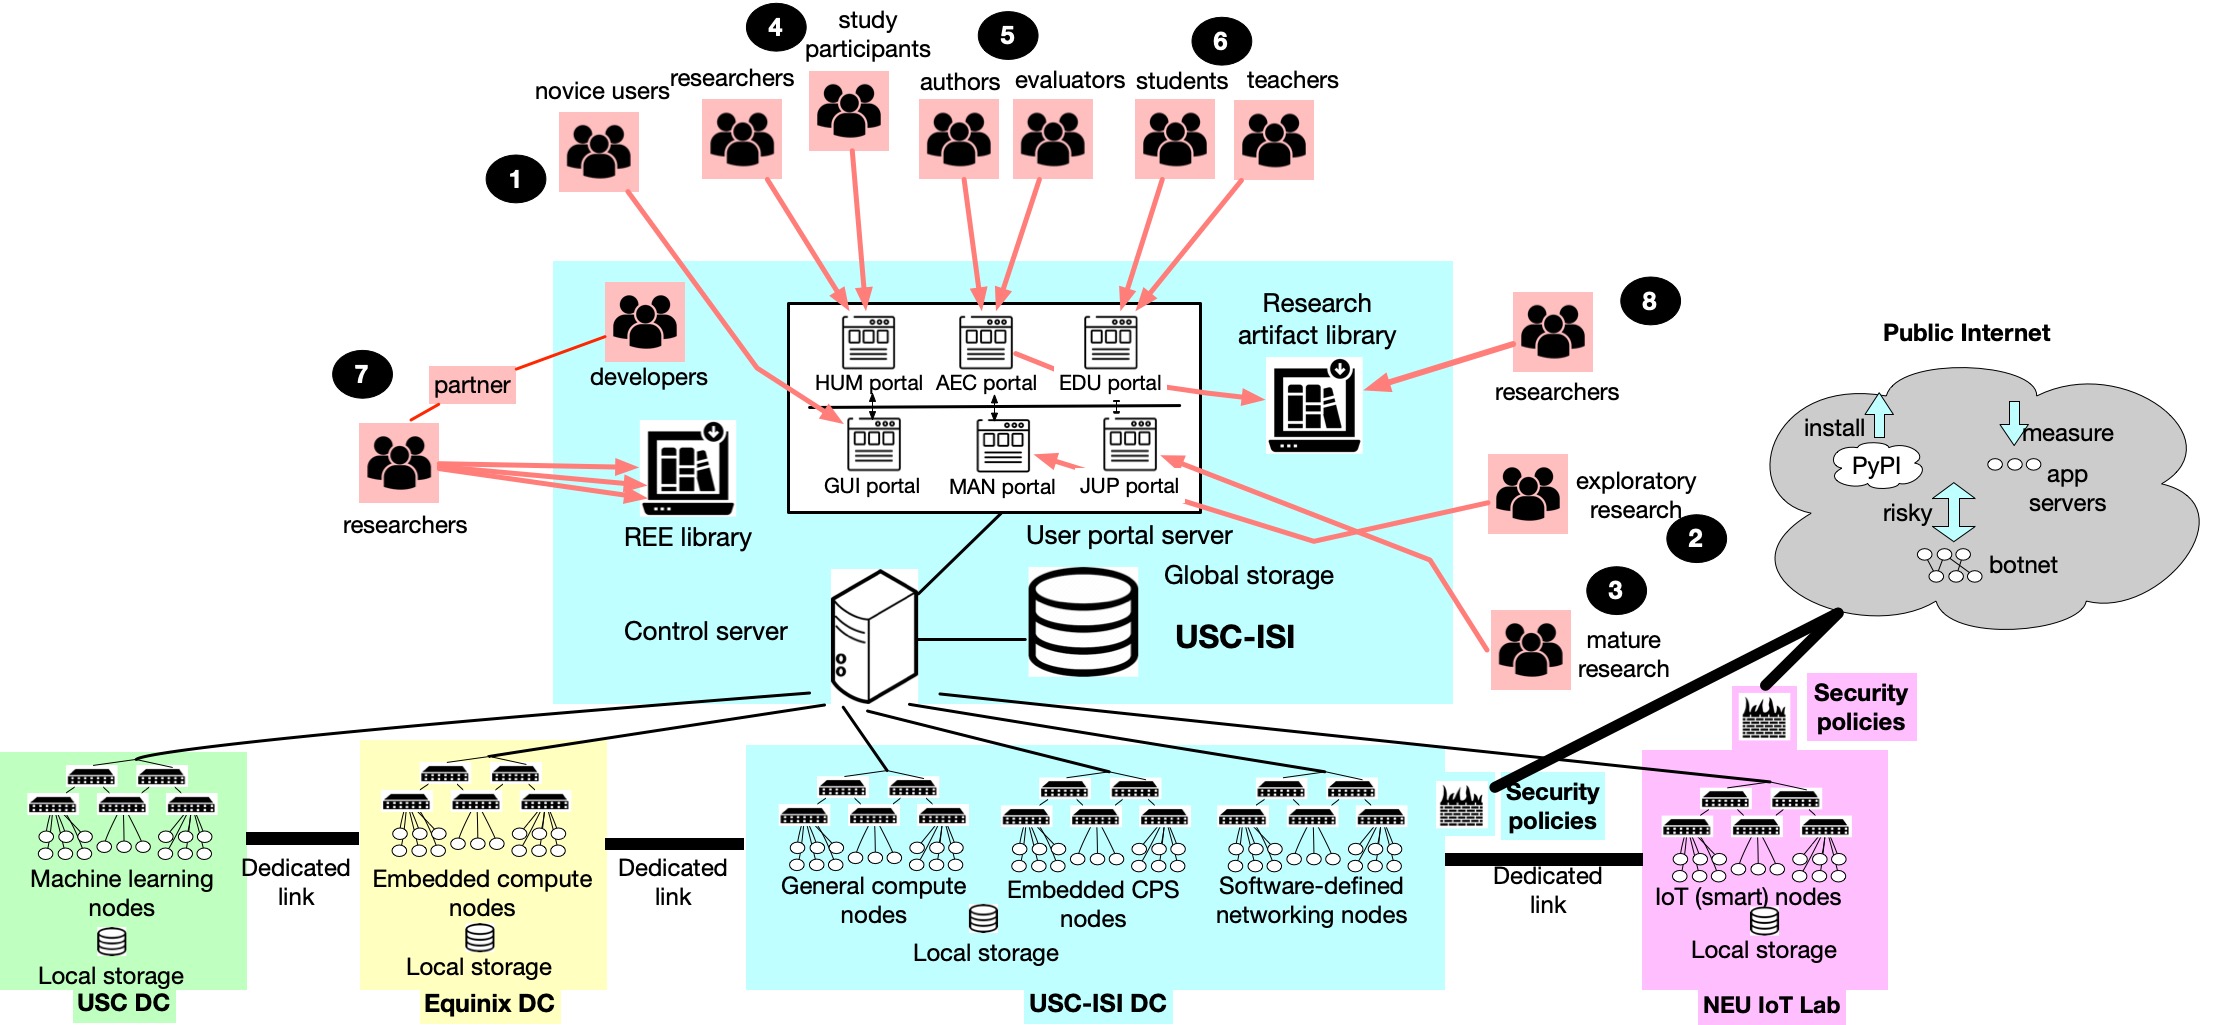 4
study
participants
5
6
novice users
researchers
authors
evaluators
students
teachers
1
8
Research
artifact library
Public Internet
7
partner
developers
HUM portal
AEC portal
EDU portal
researchers
install
measure
PyPI
app
servers
GUI portal
MAN portal
JUP portal
exploratory
research
risky
researchers
REE library
User portal server
2
botnet
Global storage
3
Control server
USC-ISI
mature
research
Security
policies
Security
policies
Dedicated
link
Dedicated
link
Dedicated
link
Machine learning
nodes
Embedded compute
nodes
General compute
nodes
Embedded CPS
nodes
Software-defined
networking nodes
IoT (smart) nodes
Local storage
Local storage
Local storage
Local storage
USC DC
Equinix DC
USC-ISI DC
NEU IoT Lab